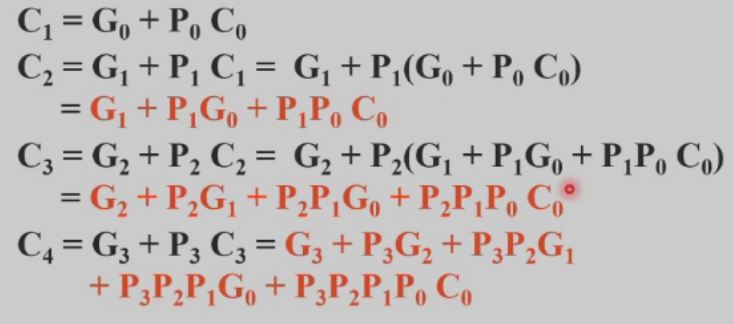 C₁ = G₀ + P₀ C₀
C₂ = G₁ + P₁ C₁ = G₁ + P₁(G₀ + P₀ C₀)
= G₁ + P₁G₀ + P₁P₀ C₀
C₃ = G₂ + P₂ C₂ = G₂ + P₂(G₁ + P₁G₀ + P₁P₀ C₀)
= G₂ + P₂G₁ + P₂P₁G₀ + P₂P₁P₀ C₀
C₄ = G₃ + P₃ C₃ = G₃ + P₃G₂ + P₃P₂G₁
+ P₃P₂P₁G₀ + P₃P₂P₁P₀ C₀